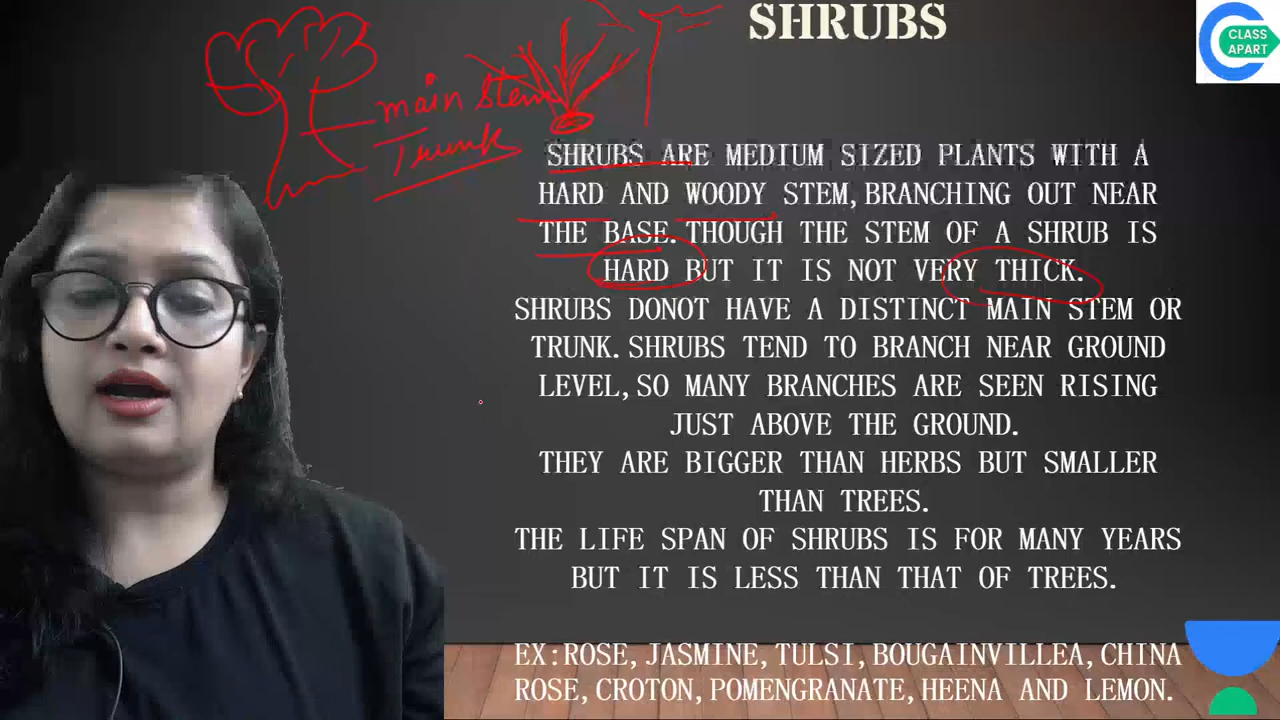 SHRUBS
CLASS
APART
main stem
Trunk
SHRUBS ARE MEDIUM SIZED PLANTS WITH A
HARD AND WOODY STEM,BRANCHING OUT NEAR
THE BASE.THOUGH THE STEM OF A SHRUB IS
HARD BUT IT IS NOT VERY THICK.
SHRUBS DONOT HAVE A DISTINCT MAIN STEM OR
TRUNK.SHRUBS TEND TO BRANCH NEAR GROUND
LEVEL,SO MANY BRANCHES ARE SEEN RISING
JUST ABOVE THE GROUND.
THEY ARE BIGGER THAN HERBS BUT SMALLER
THAN TREES.
THE LIFE SPAN OF SHRUBS IS FOR MANY YEARS
BUT IT IS LESS THAN THAT OF TREES.
EX:ROSE,JASMINE,TULSI,BOUGAINVILLEA,CHINA
ROSE,CROTON,POMENGRANATE,HEENA AND LEMON.